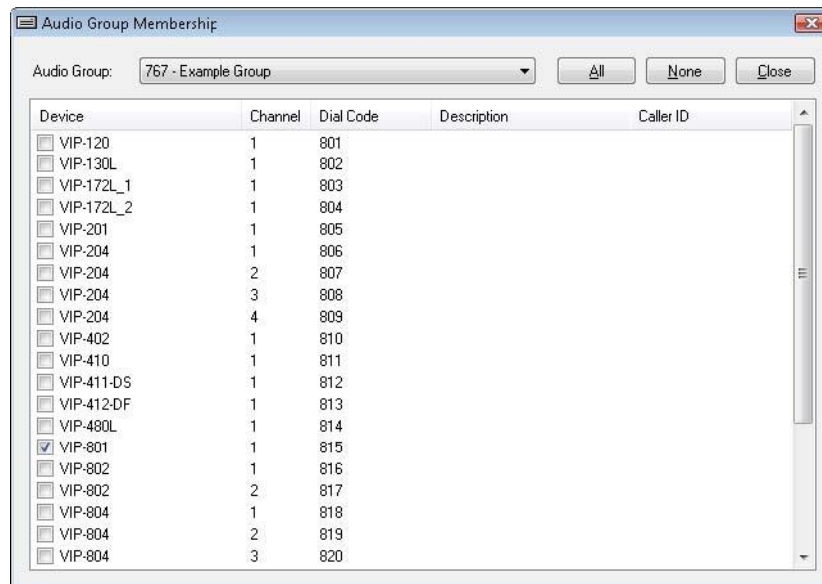 Audio Group Membership
Audio Group: 767 - Example Group All None Close
Device Channel Dial Code Description Caller ID
VIP-120 1 801
VIP-130L 1 802
VIP-172L_1 1 803
VIP-172L_2 1 804
VIP-201 1 805
VIP-204 1 806
VIP-204 2 807
VIP-204 3 808
VIP-204 4 809
VIP-402 1 810
VIP-410 1 811
VIP-411-DS 1 812
VIP-412-DF 1 813
VIP-480L 1 814
VIP-801 1 815
VIP-802 1 816
VIP-802 2 817
VIP-804 1 818
VIP-804 2 819
VIP-804 3 820